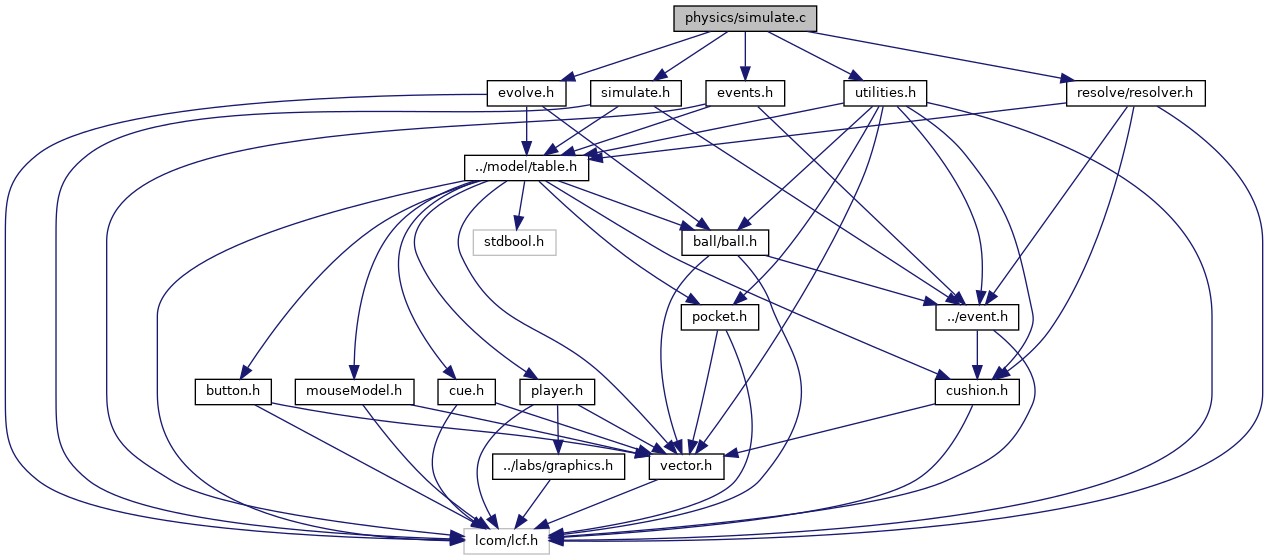 physics/simulate.c
evolve.h
simulate.h
events.h
utilities.h
resolve/resolver.h
../model/table.h
stdbool.h
ball/ball.h
pocket.h
../event.h
button.h
mouseModel.h
cue.h
player.h
cushion.h
../labs/graphics.h
vector.h
lcom/lcf.h